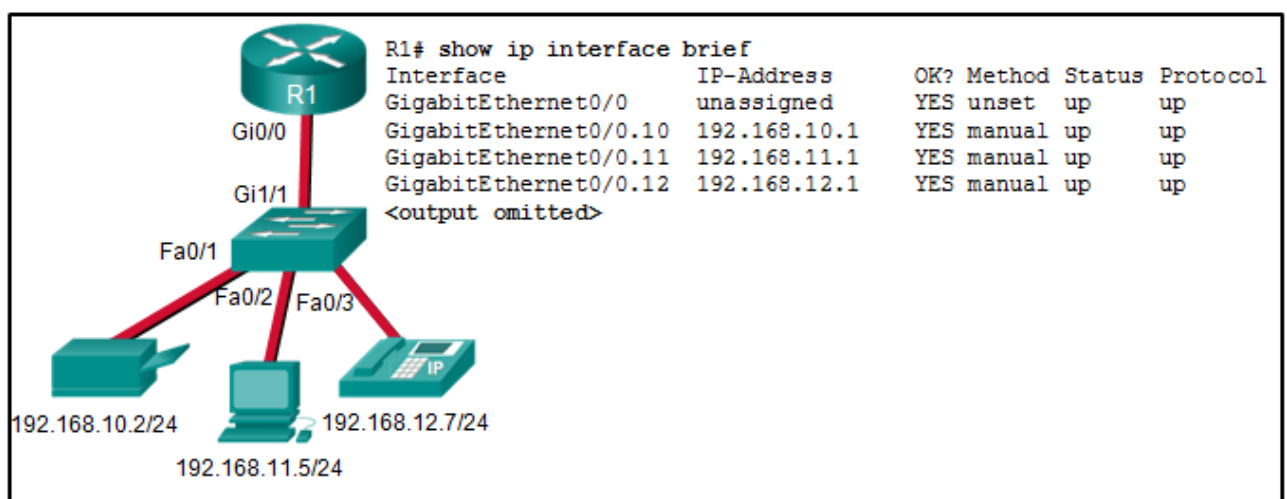 R1# show ip interface brief
Interface IP-Address OK? Method Status Protocol
GigabitEthernet0/0 unassigned YES unset up up
GigabitEthernet0/0.10 192.168.10.1 YES manual up up
GigabitEthernet0/0.11 192.168.11.1 YES manual up up
GigabitEthernet0/0.12 192.168.12.1 YES manual up up
<output omitted>
R1
Gi0/0
Gi1/1
Fa0/1
Fa0/2
Fa0/3
IP
192.168.10.2/24
192.168.12.7/24
192.168.11.5/24